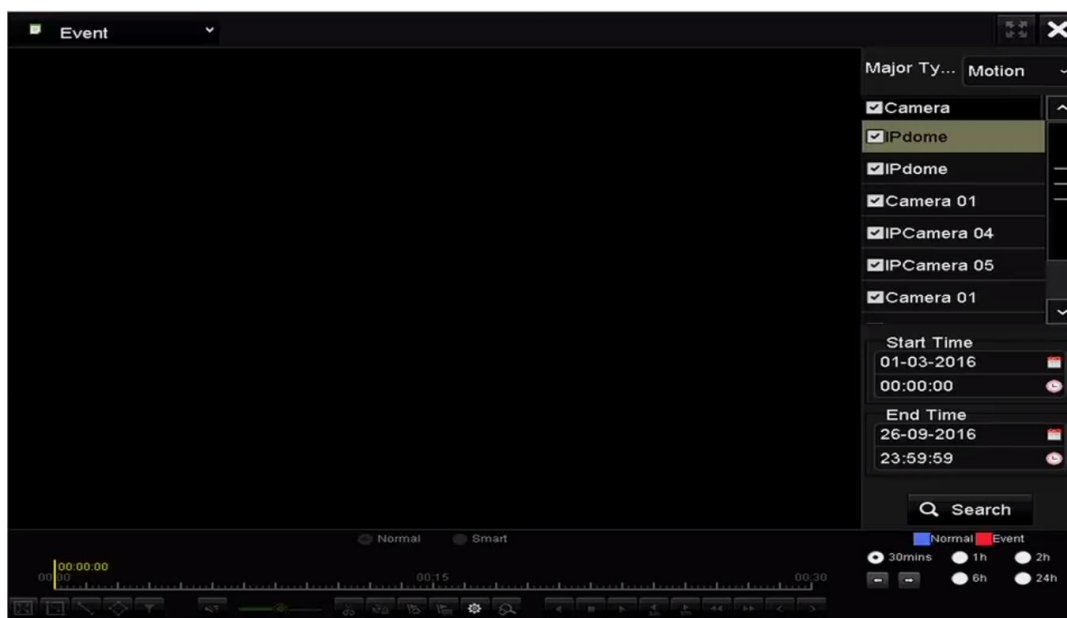 Event
Major Ty... Motion
Camera
IPdome
IPdome
Camera 01
IPCamera 04
IPCamera 05
Camera 01
Start Time
01-03-2016
00:00:00
End Time
26-09-2016
23:59:59
Search
Normal Smart
Normal Event
30mins 1h 2h
6h 24h
00:00:00
00:00 00:15 00:30